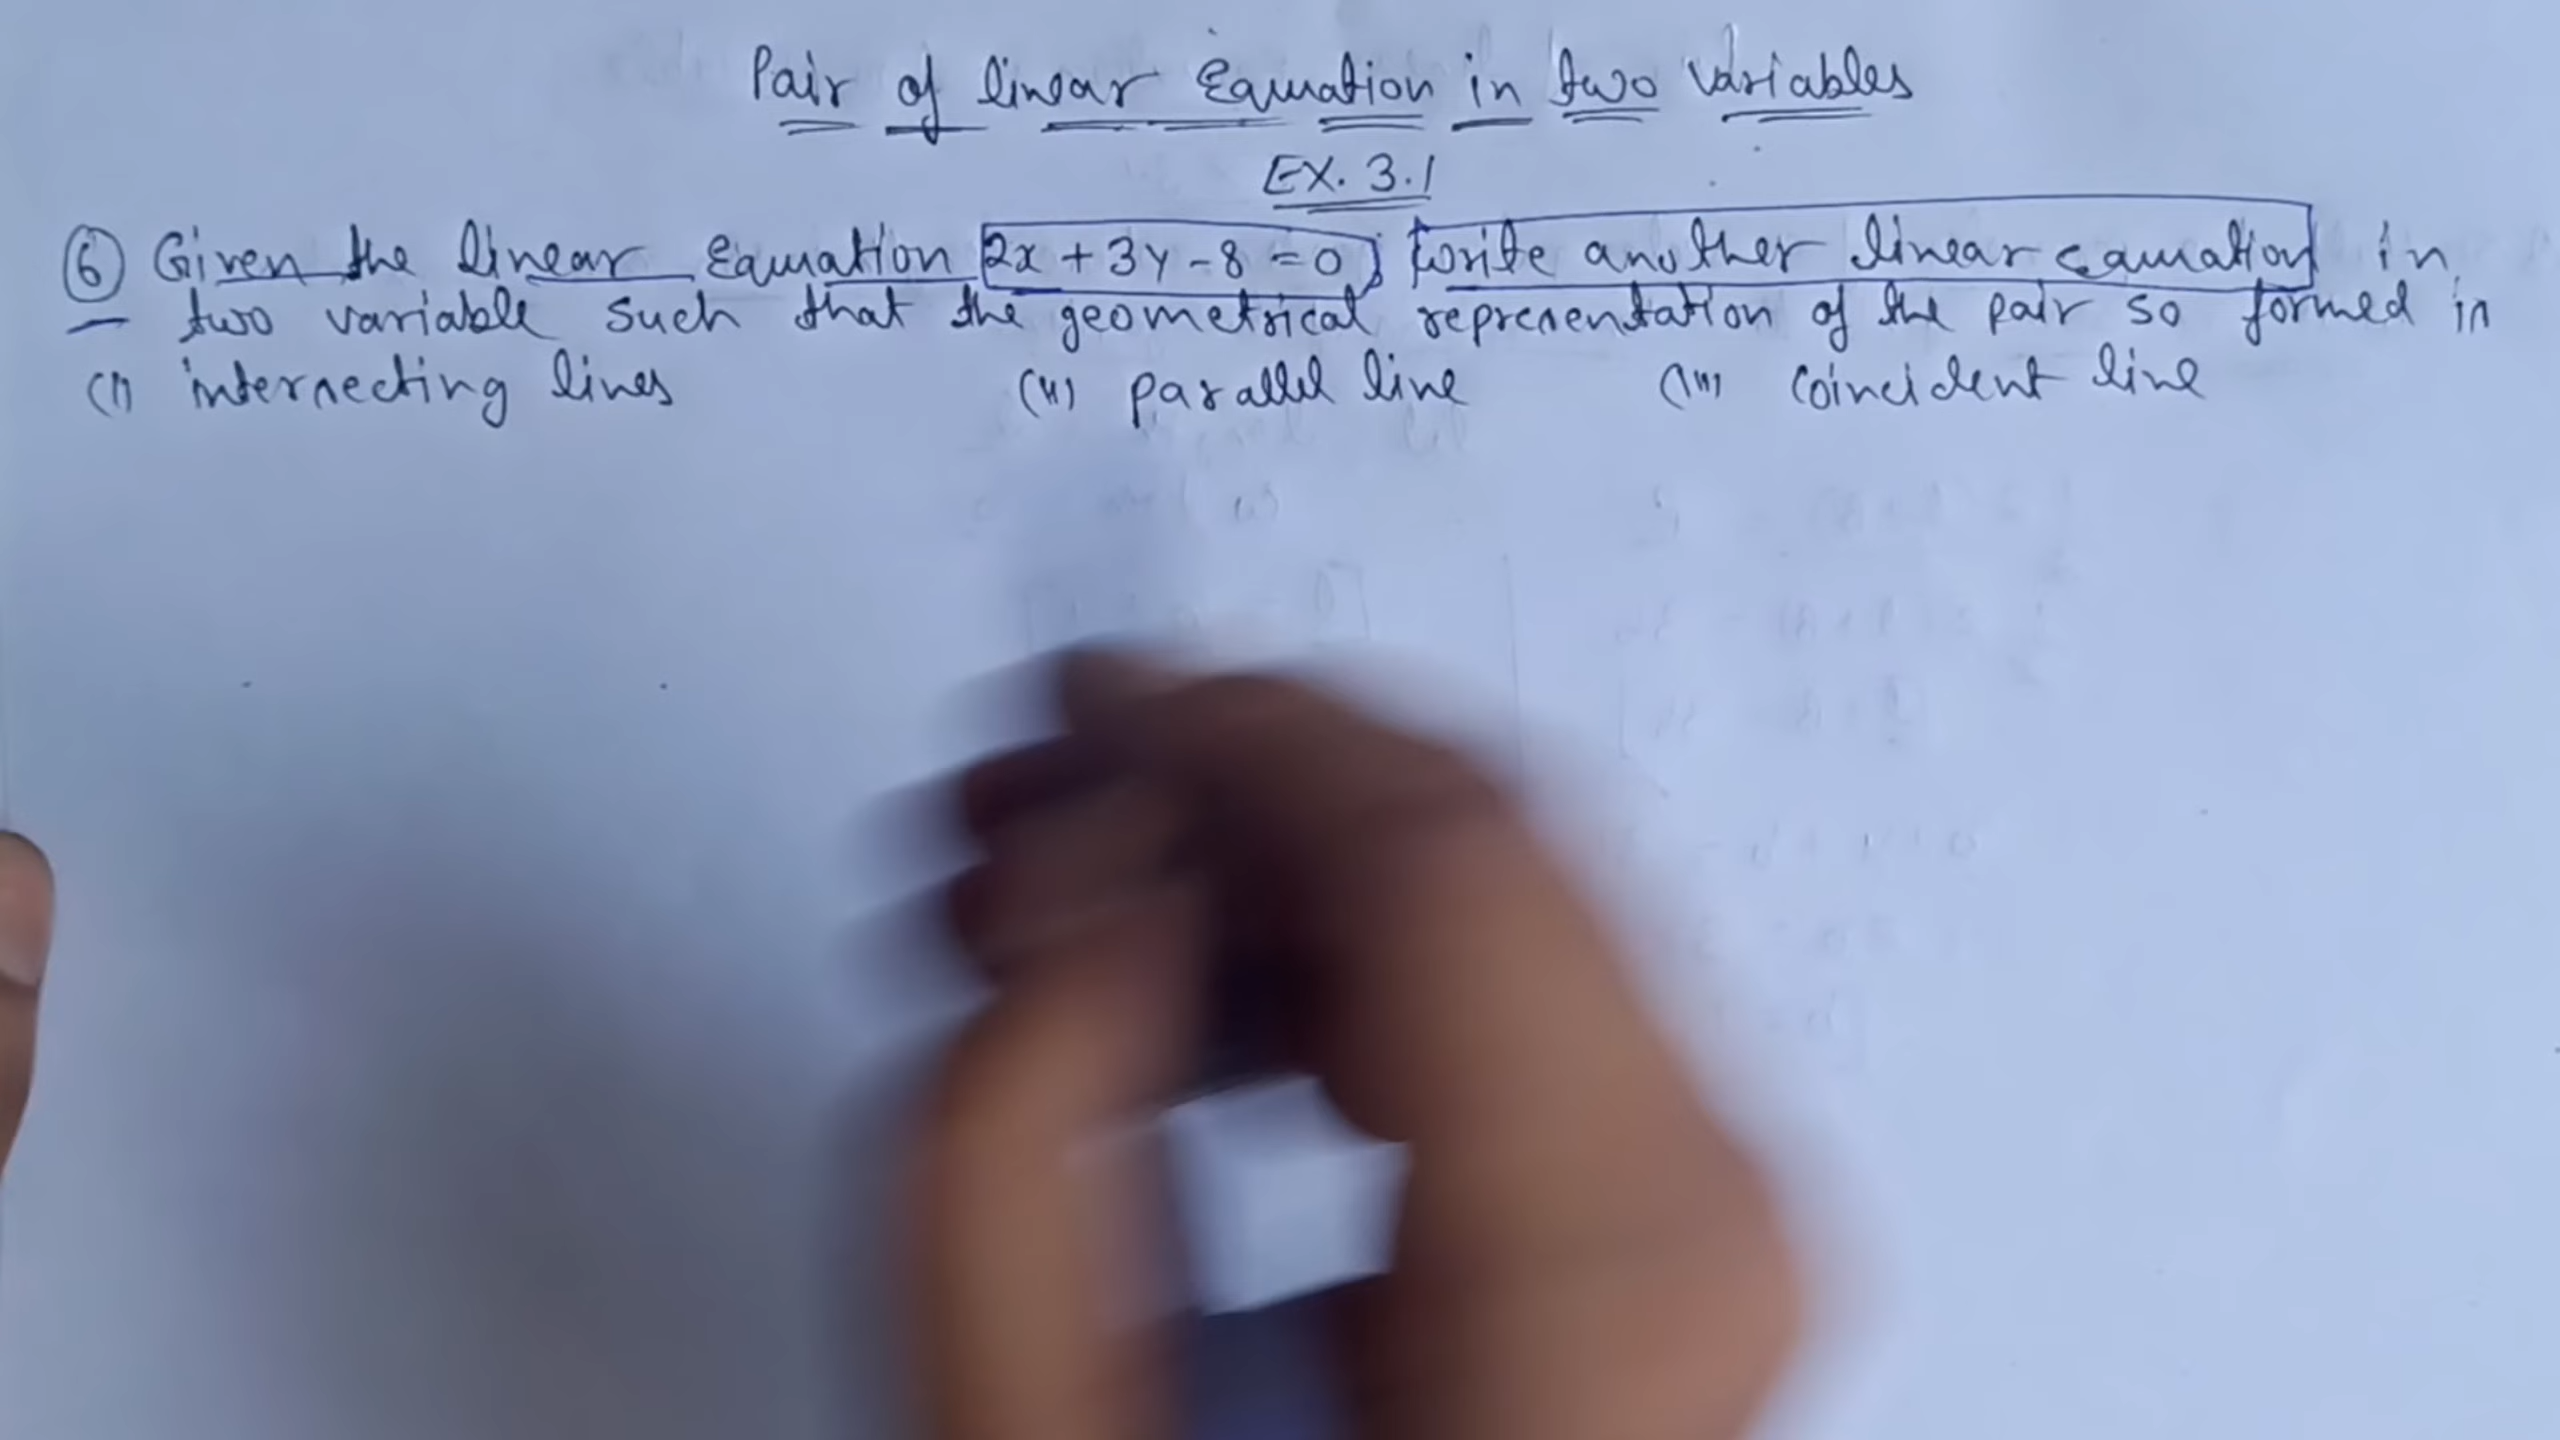 Pair of linear Equation in two variables
EX. 3.1
⑥ Given the linear Equation 2x + 3y - 8 = 0, write another linear equation in
two variable such that the geometrical representation of the pair so formed in
(i) intersecting lines (ii) parallel line (iii) Coincident line